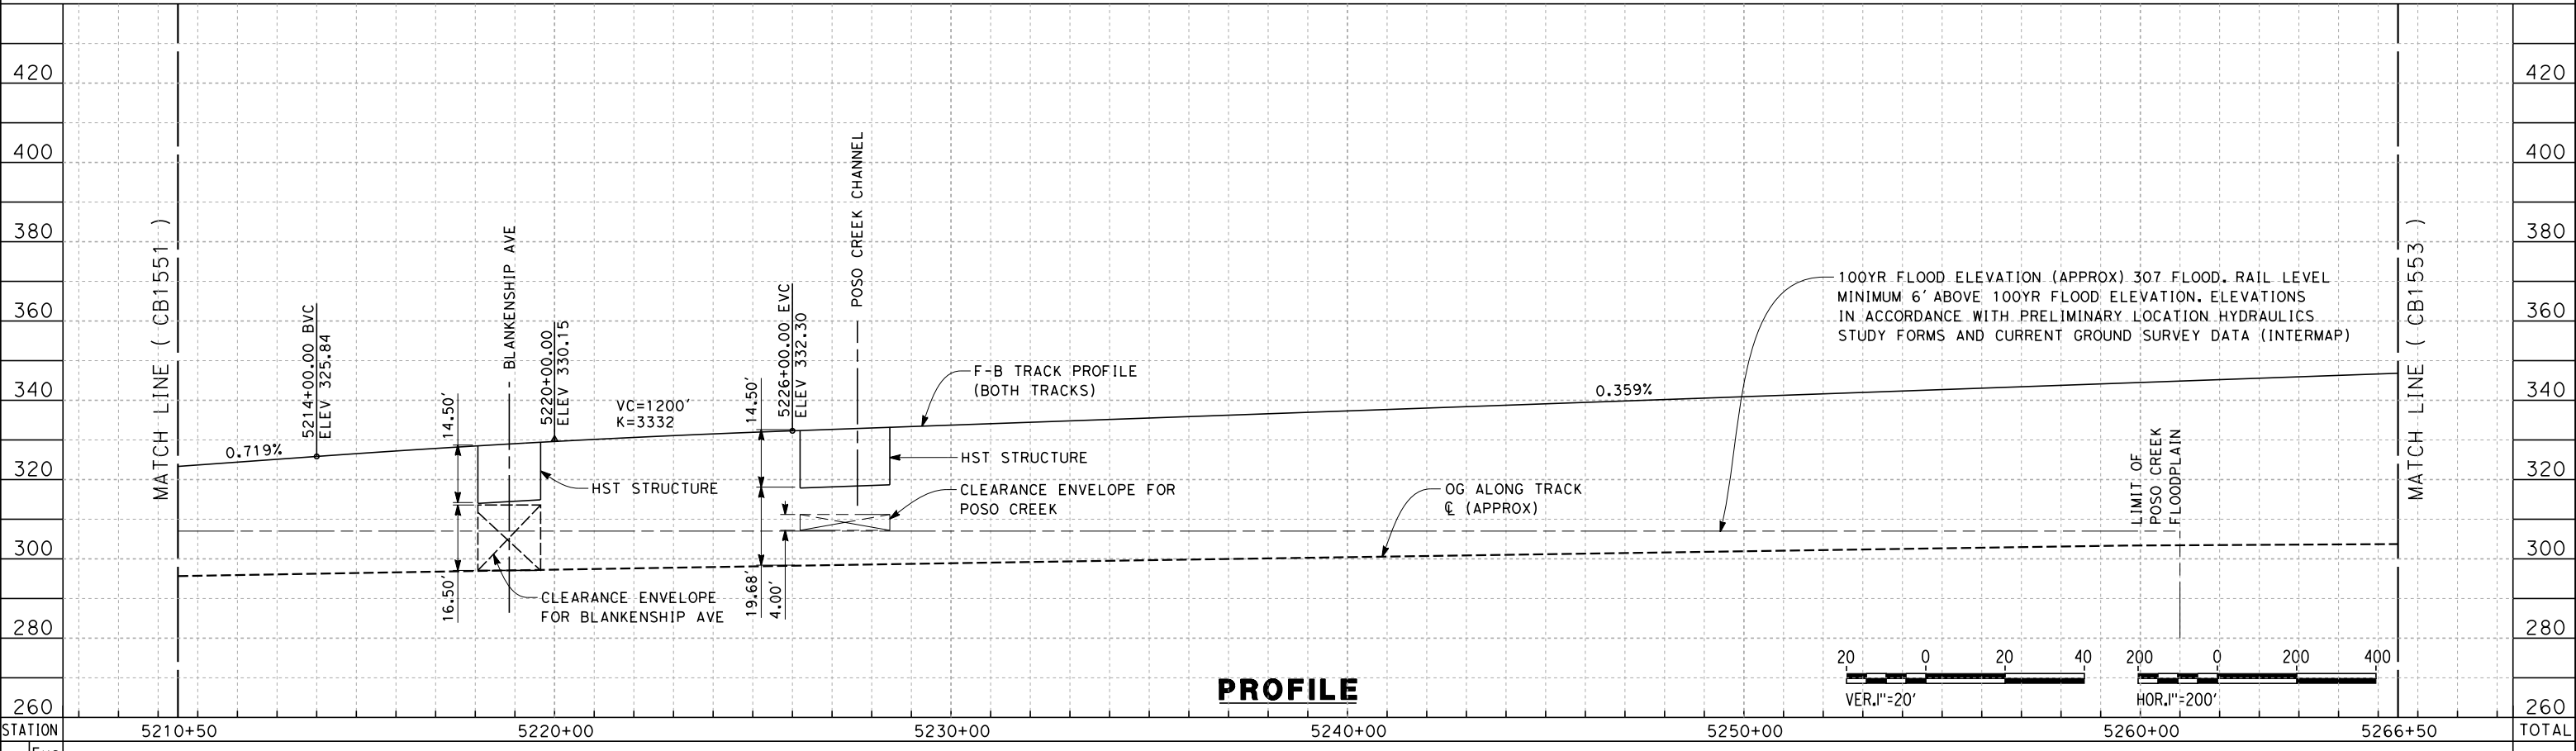 420
400
380
360
340
320
300
280
260
MATCH LINE ( CB1551 )
0.719%
5214+00.00 BVC
ELEV 325.84
14.50'
16.50'
BLANKENSHIP AVE
5220+00.00
ELEV 330.15
HST STRUCTURE
CLEARANCE ENVELOPE
FOR BLANKENSHIP AVE
VC=1200'
K=3332
14.50'
19.68'
4.00'
5226+00.00 EVC
ELEV 332.30
POSO CREEK CHANNEL
F-B TRACK PROFILE
(BOTH TRACKS)
HST STRUCTURE
CLEARANCE ENVELOPE FOR
POSO CREEK
OG ALONG TRACK
℄ (APPROX)
0.359%
100YR FLOOD ELEVATION (APPROX) 307 FLOOD. RAIL LEVEL
MINIMUM 6' ABOVE 100YR FLOOD ELEVATION. ELEVATIONS
IN ACCORDANCE WITH PRELIMINARY LOCATION HYDRAULICS
STUDY FORMS AND CURRENT GROUND SURVEY DATA (INTERMAP)
LIMIT OF
POSO CREEK
FLOODPLAIN
MATCH LINE ( CB1553 )
420
400
380
360
340
320
300
280
260
20 0 20 40
VER.1"=20'
200 0 200 400
HOR.1"=200'
PROFILE
STATION 5210+50 5220+00 5230+00 5240+00 5250+00 5260+00 5266+50 TOTAL